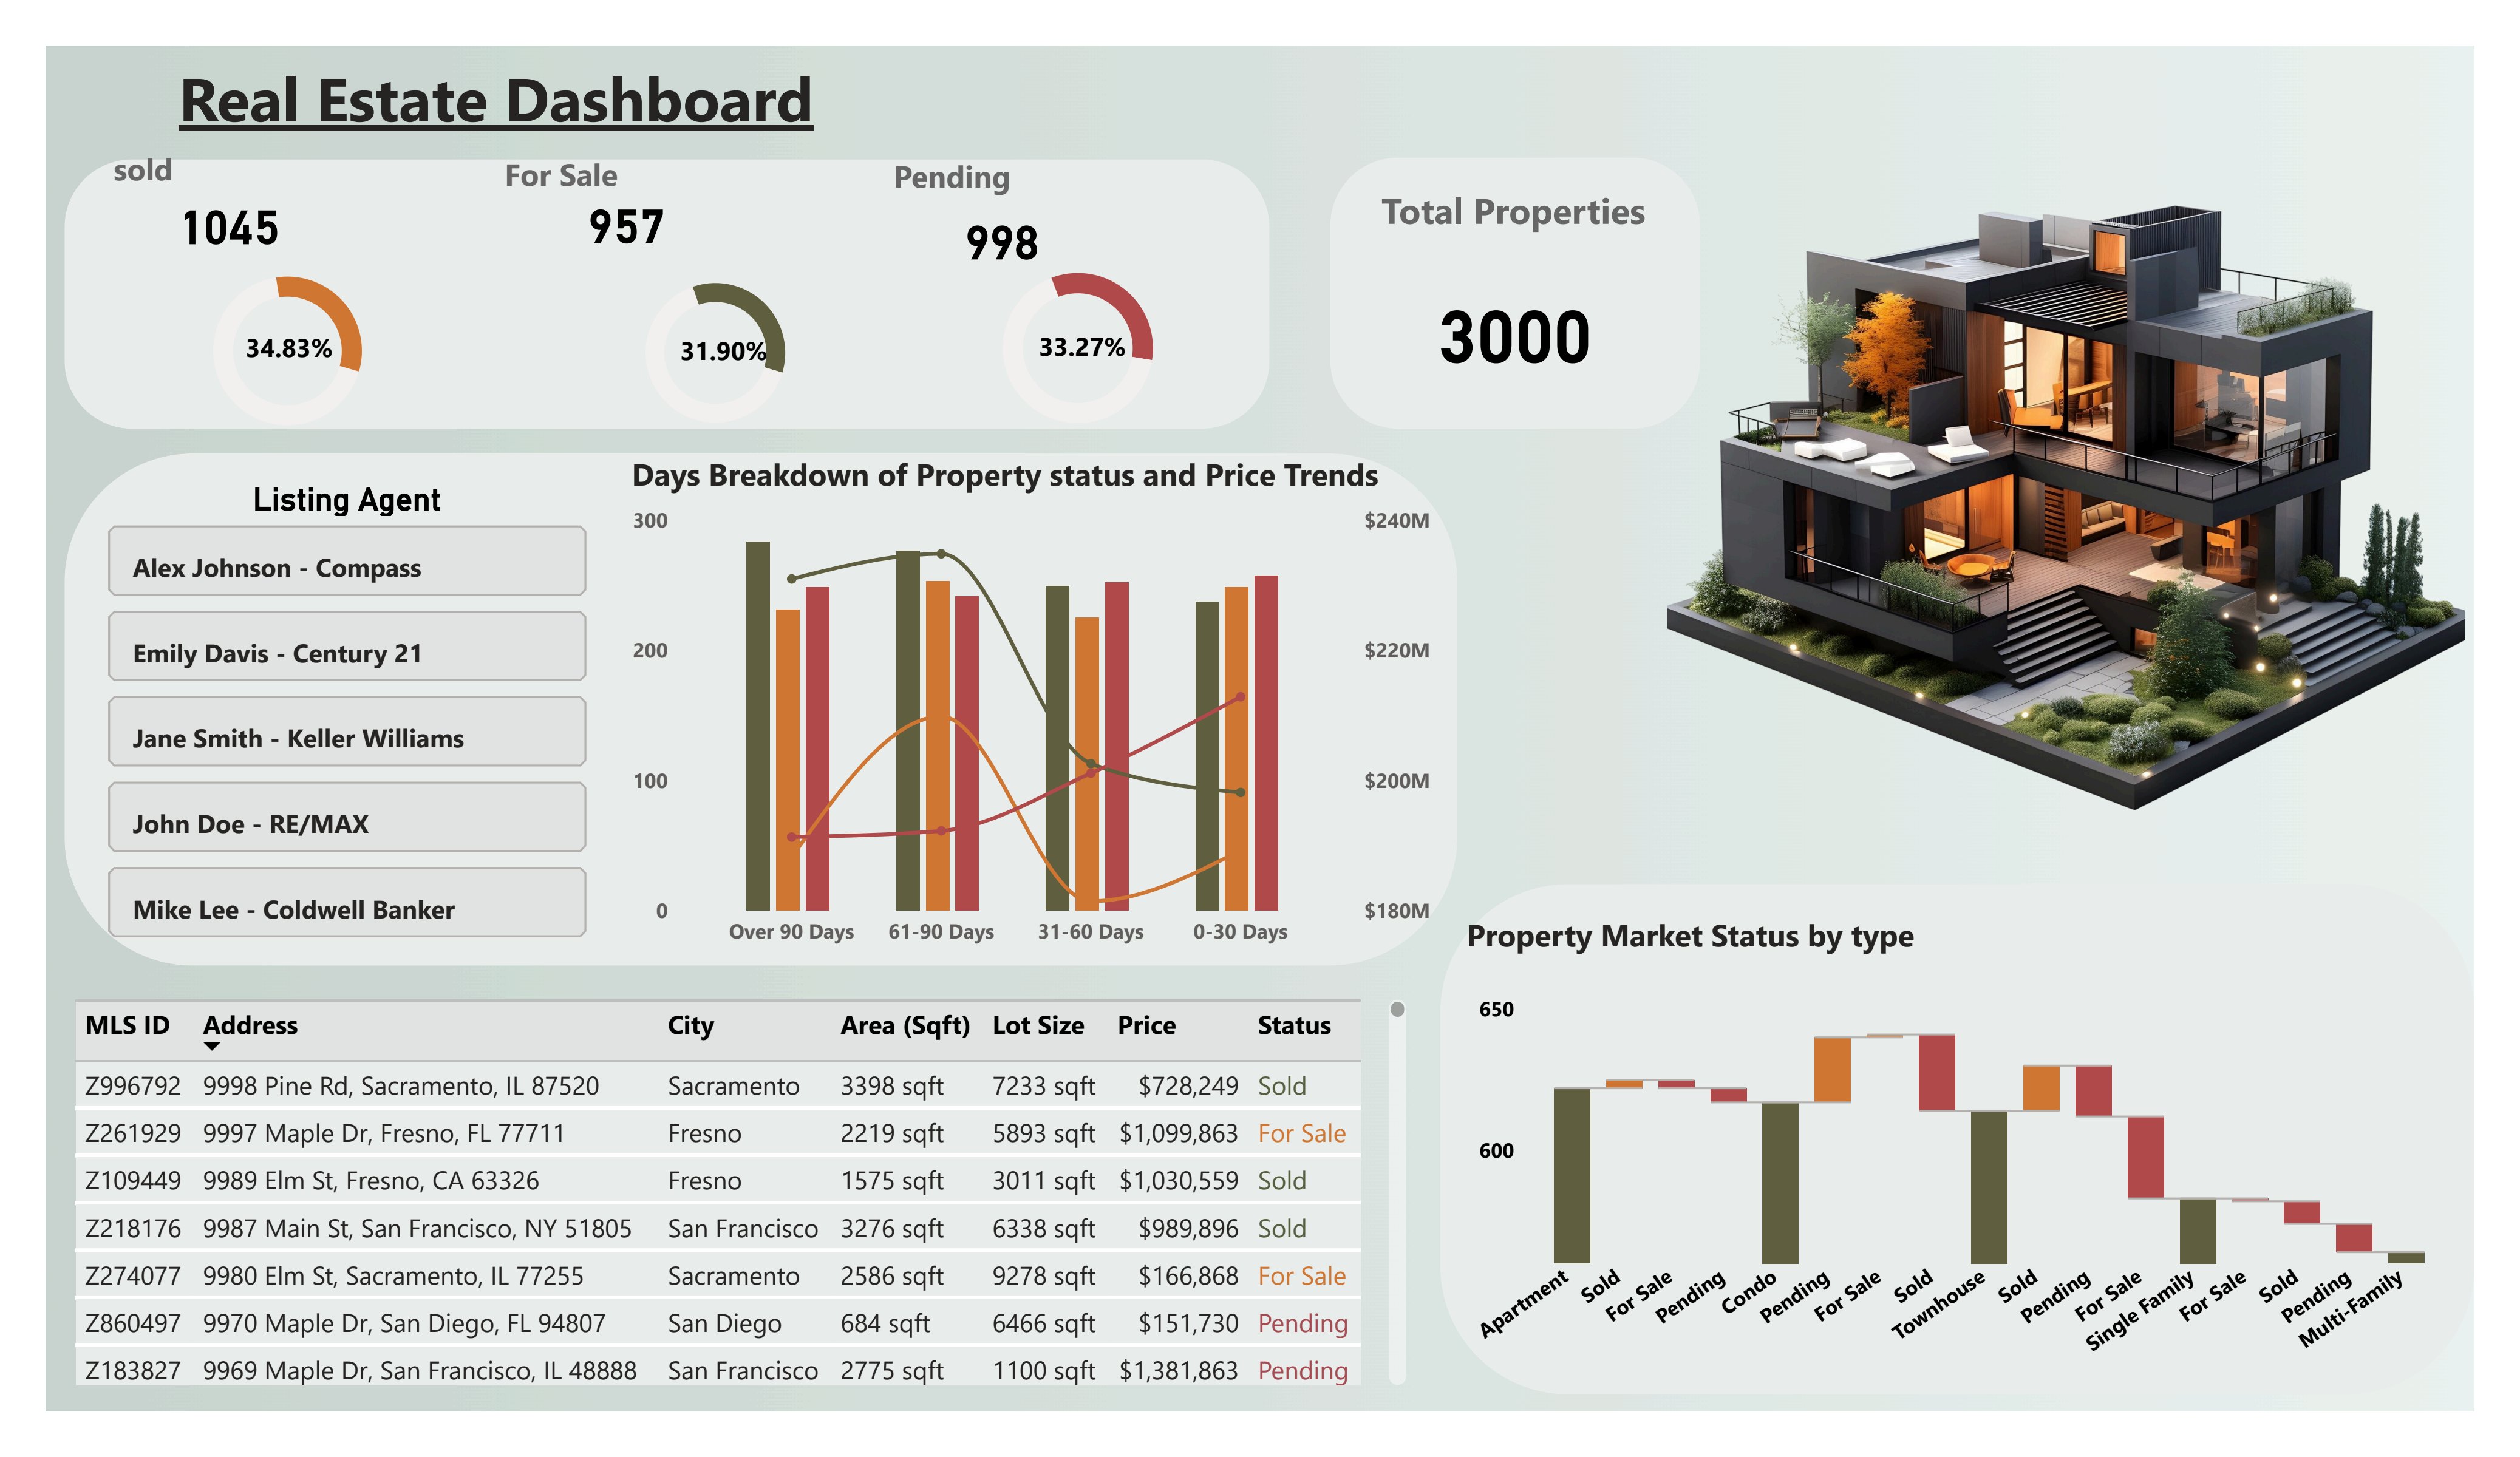 Real Estate Dashboard
sold
For Sale
Pending
1045
957
998
34.83%
31.90%
33.27%
Total Properties
3000
Listing Agent
Alex Johnson - Compass
Emily Davis - Century 21
Jane Smith - Keller Williams
John Doe - RE/MAX
Mike Lee - Coldwell Banker
Days Breakdown of Property status and Price Trends
300 $240M
200 $220M
100 $200M
0 $180M
Over 90 Days 61-90 Days 31-60 Days 0-30 Days
MLS ID Address City Area (Sqft) Lot Size Price Status
Z996792 9998 Pine Rd, Sacramento, IL 87520 Sacramento 3398 sqft 7233 sqft $728,249 Sold
Z261929 9997 Maple Dr, Fresno, FL 77711 Fresno 2219 sqft 5893 sqft $1,099,863 For Sale
Z109449 9989 Elm St, Fresno, CA 63326 Fresno 1575 sqft 3011 sqft $1,030,559 Sold
Z218176 9987 Main St, San Francisco, NY 51805 San Francisco 3276 sqft 6338 sqft $989,896 Sold
Z274077 9980 Elm St, Sacramento, IL 77255 Sacramento 2586 sqft 9278 sqft $166,868 For Sale
Z860497 9970 Maple Dr, San Diego, FL 94807 San Diego 684 sqft 6466 sqft $151,730 Pending
Z183827 9969 Maple Dr, San Francisco, IL 48888 San Francisco 2775 sqft 1100 sqft $1,381,863 Pending
Property Market Status by type
650
600
Apartment Sold For Sale Pending Condo Pending For Sale Sold Townhouse Sold Pending For Sale Single Family For Sale Sold Pending Multi-Family